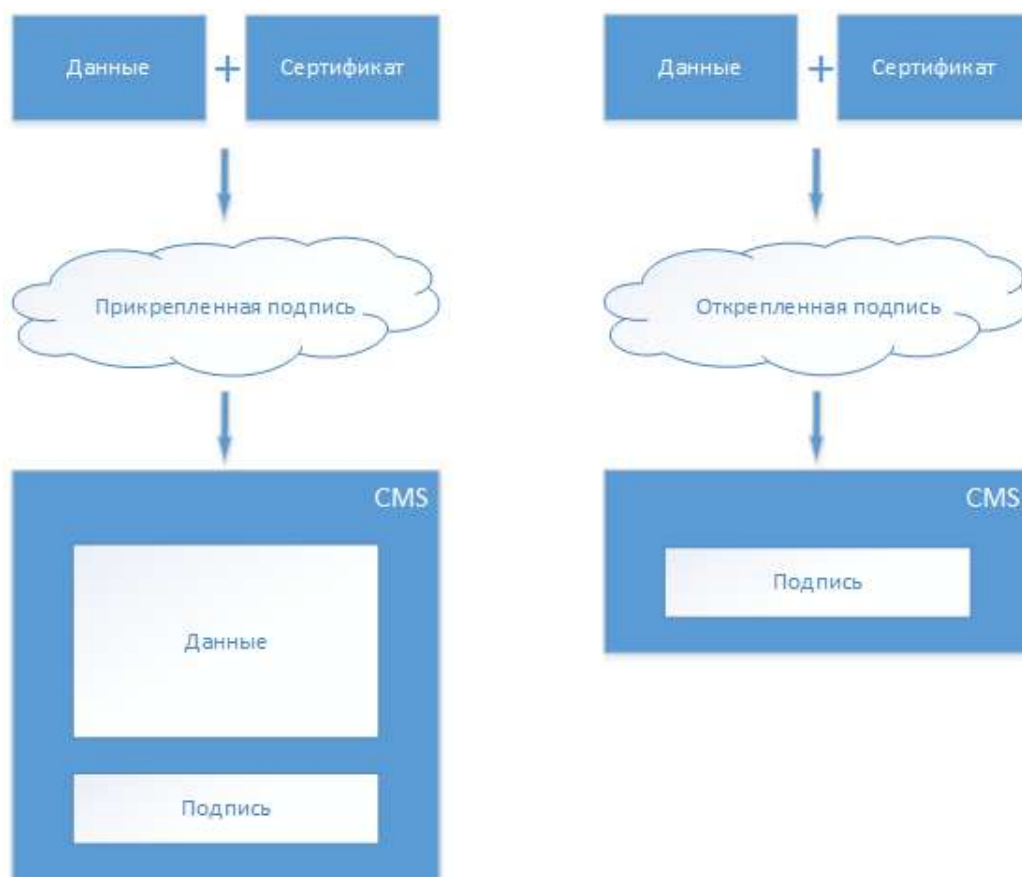 Данные + Сертификат
Данные + Сертификат
Прикрепленная подпись
Открепленная подпись
CMS
Данные
Подпись
CMS
Подпись